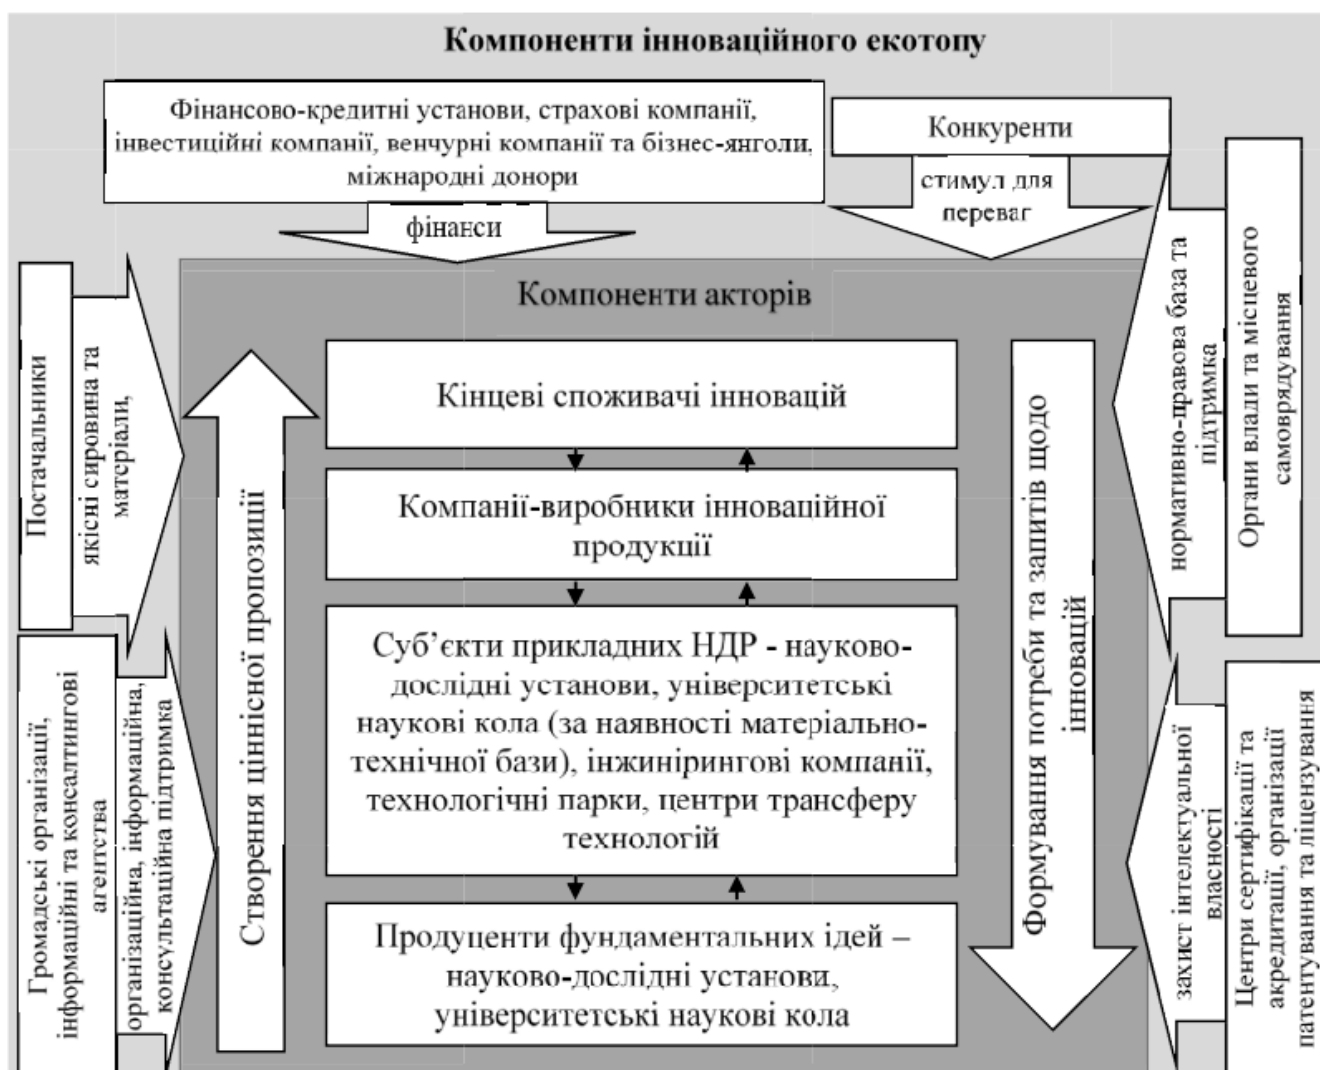 Компоненти інноваційного екотопу
Фінансово-кредитні установи, страхові компанії,
інвестиційні компанії, венчурні компанії та бізнес-янголи,
міжнародні донори
фінанси
Конкуренти
стимул для
переваг
Постачальники
якісні сировина та
матеріали,
Громадські організації,
інформаційні та консалтингові
агентства
організаційна, інформаційна,
консультаційна підтримка
Компоненти акторів
Створення ціннісної пропозиції
Кінцеві споживачі інновацій
Компанії-виробники інноваційної
продукції
Суб’єкти прикладних НДР - науково-
дослідні установи, університетські
наукові кола (за наявності матеріально-
технічної бази), інжинірингові компанії,
технологічні парки, центри трансферу
технологій
Продуценти фундаментальних ідей –
науково-дослідні установи,
університетські наукові кола
Формування потреби та запитів щодо
інновацій
нормативно-правова база та
підтримка
Органи влади та місцевого
самоврядування
захист інтелектуальної
власності
Центри сертифікації та
акредитації, організації
патентування та ліцензування